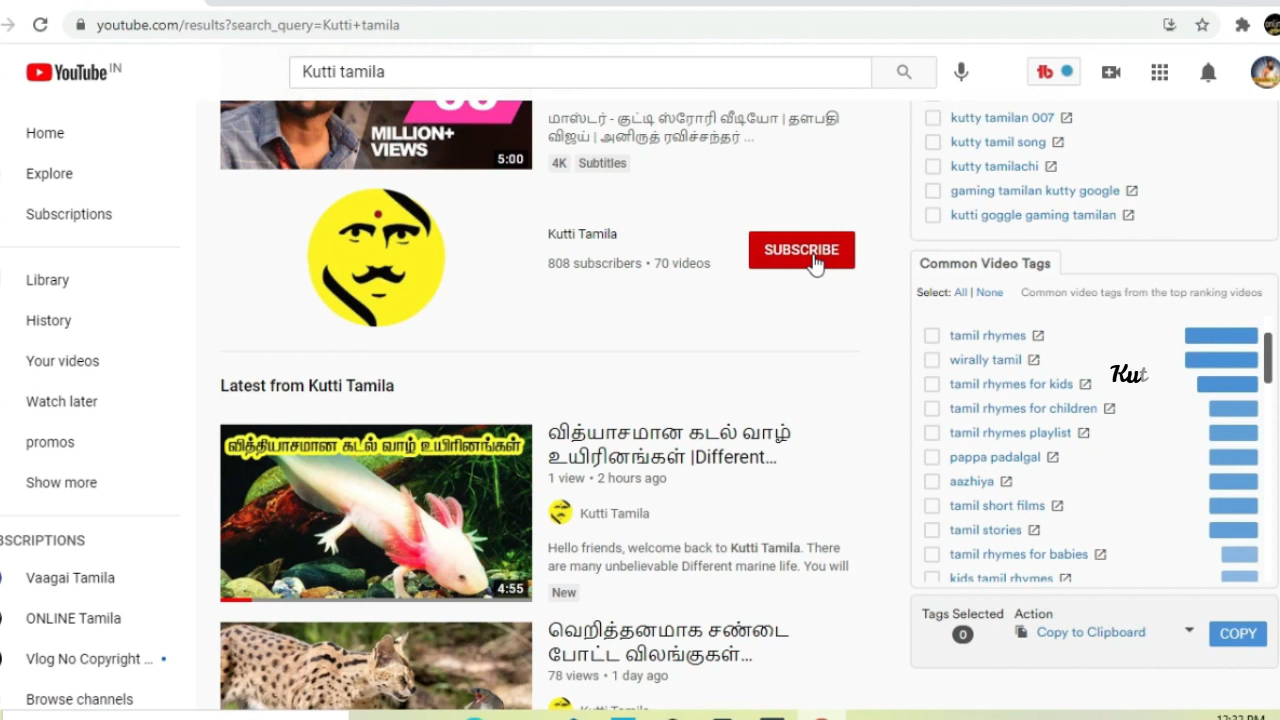 youtube.com/results?search_query=Kutti+tamila
YouTube IN
Kutti tamila
Home
Explore
Subscriptions
Library
History
Your videos
Watch later
promos
Show more
BSCRIPTIONS
Vaagai Tamila
ONLINE Tamila
Vlog No Copyright ...
Browse channels
MILLION+
VIEWS
5:00
மாஸ்டர் - குட்டி ஸ்ரோரி வீடியோ | தளபதி
விஜய் | அனிருத் ரவிச்சந்தர் ...
4K Subtitles
Kutti Tamila
808 subscribers • 70 videos
SUBSCRIBE
Latest from Kutti Tamila
வித்தியாசமான கடல் வாழ் உயிரினங்கள்
4:55
வித்யாசமான கடல் வாழ்
உயிரினங்கள் |Different...
1 view • 2 hours ago
Kutti Tamila
Hello friends, welcome back to Kutti Tamila. There
are many unbelievable Different marine life. You will
New
வெறித்தனமாக சண்டை
போட்ட விலங்குகள்...
78 views • 1 day ago
Kutti Tamila
kutty tamilan 007
kutty tamil song
kutty tamilachi
gaming tamilan kutty google
kutti goggle gaming tamilan
Common Video Tags
Select: All | None Common video tags from the top ranking videos
tamil rhymes
wirally tamil
tamil rhymes for kids
Kut
tamil rhymes for children
tamil rhymes playlist
pappa padalgal
aazhiya
tamil short films
tamil stories
tamil rhymes for babies
kids tamil rhymes
Tags Selected Action
0 Copy to Clipboard COPY
12:32 PM